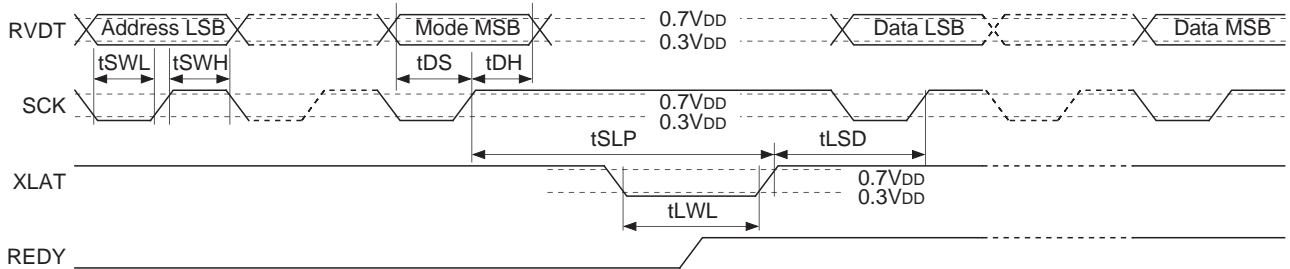 RVDT Address LSB Mode MSB 0.7VDD 0.3VDD Data LSB Data MSB
tSWL tSWH tDS tDH
SCK 0.7VDD 0.3VDD
tSLP tLSD
XLAT 0.7VDD 0.3VDD
tLWL
REDY